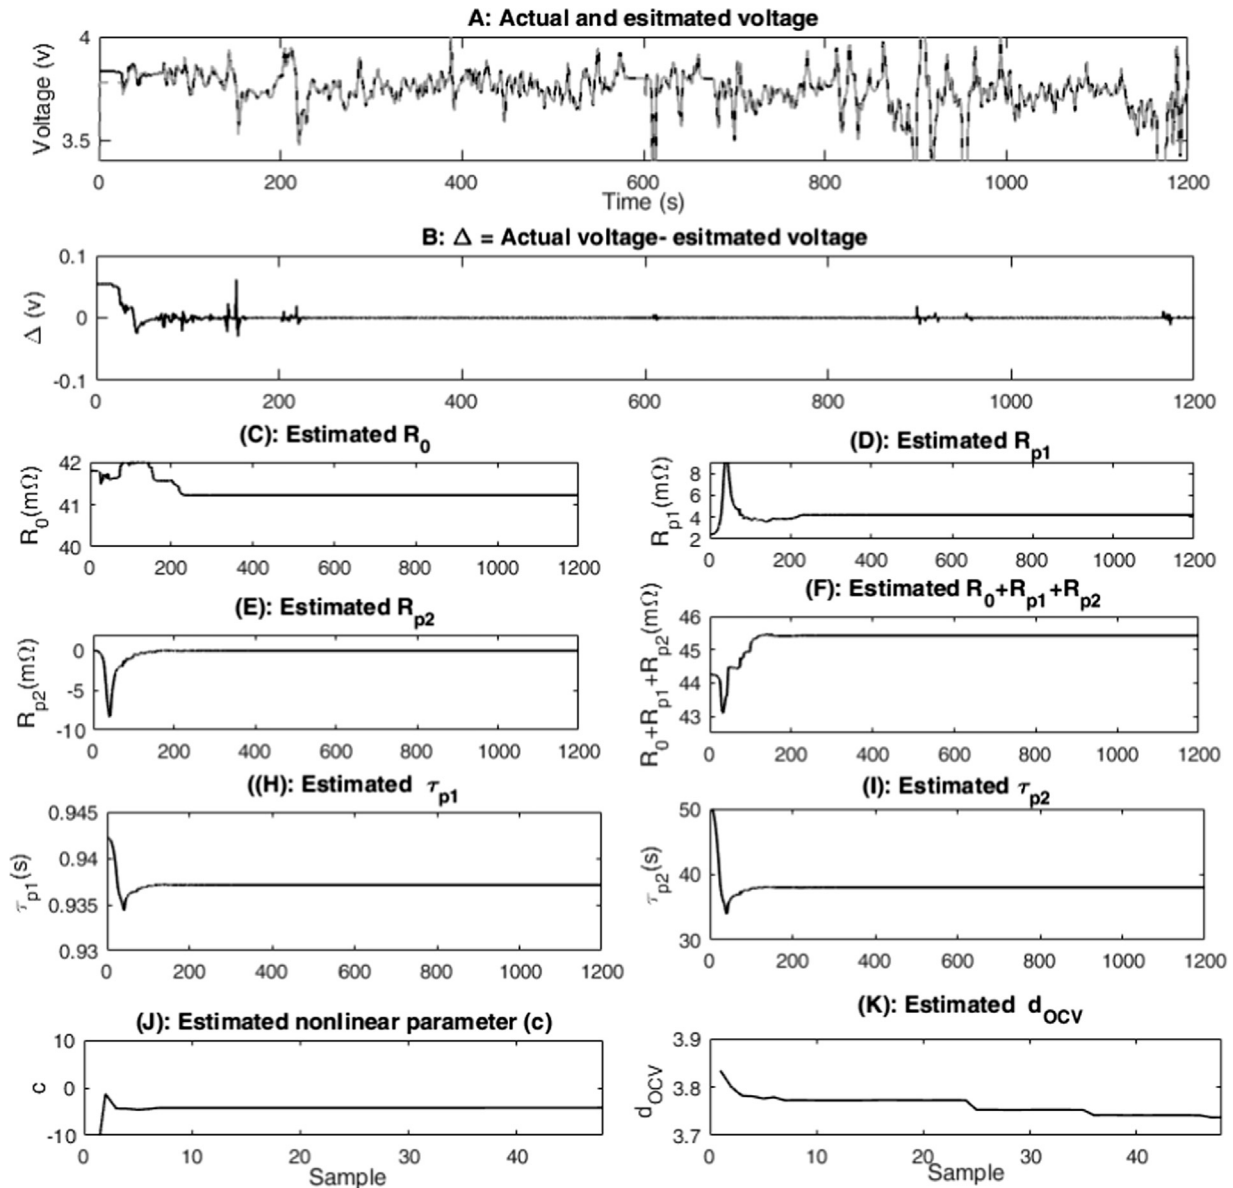 A: Actual and esitmated voltage
Voltage (v)
4
3.5
0 200 400 600 800 1000 1200
Time (s)
B: Δ = Actual voltage- esitmated voltage
Δ (v)
0.1
0
-0.1
0 200 400 600 800 1000 1200
(C): Estimated R0
R0(mΩ)
42
41
40
0 200 400 600 800 1000 1200
(D): Estimated Rp1
Rp1(mΩ)
8
6
4
2
0 200 400 600 800 1000 1200
(E): Estimated Rp2
Rp2(mΩ)
0
-5
-10
0 200 400 600 800 1000 1200
(F): Estimated R0+Rp1+Rp2
R0+Rp1+Rp2(mΩ)
46
45
44
43
0 200 400 600 800 1000 1200
((H): Estimated τp1
τp1(s)
0.945
0.94
0.935
0.93
0 200 400 600 800 1000 1200
(I): Estimated τp2
τp2(s)
50
40
30
0 200 400 600 800 1000 1200
(J): Estimated nonlinear parameter (c)
c
10
0
-10
0 10 20 30 40
Sample
(K): Estimated dOCV
dOCV
3.9
3.8
3.7
0 10 20 30 40
Sample